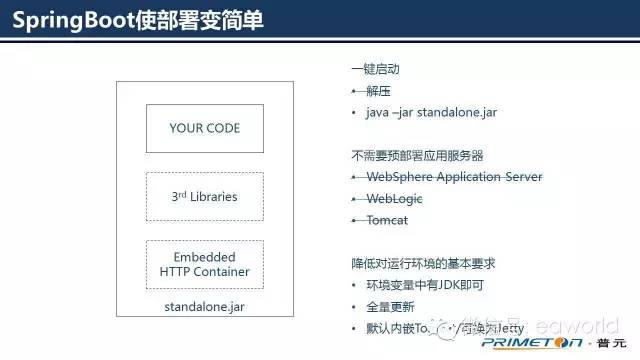 SpringBoot使部署变简单
YOUR CODE
3rd Libraries
Embedded
HTTP Container
standalone.jar
一键启动
• 解压
• java –jar standalone.jar
不需要预部署应用服务器
• WebSphere Application Server
• WebLogic
• Tomcat
降低对运行环境的基本要求
• 环境变量中有JDK即可
• 全量更新
• 默认内嵌To 可替换为Jetty
微信号: eaworld
PRIMETON·普元